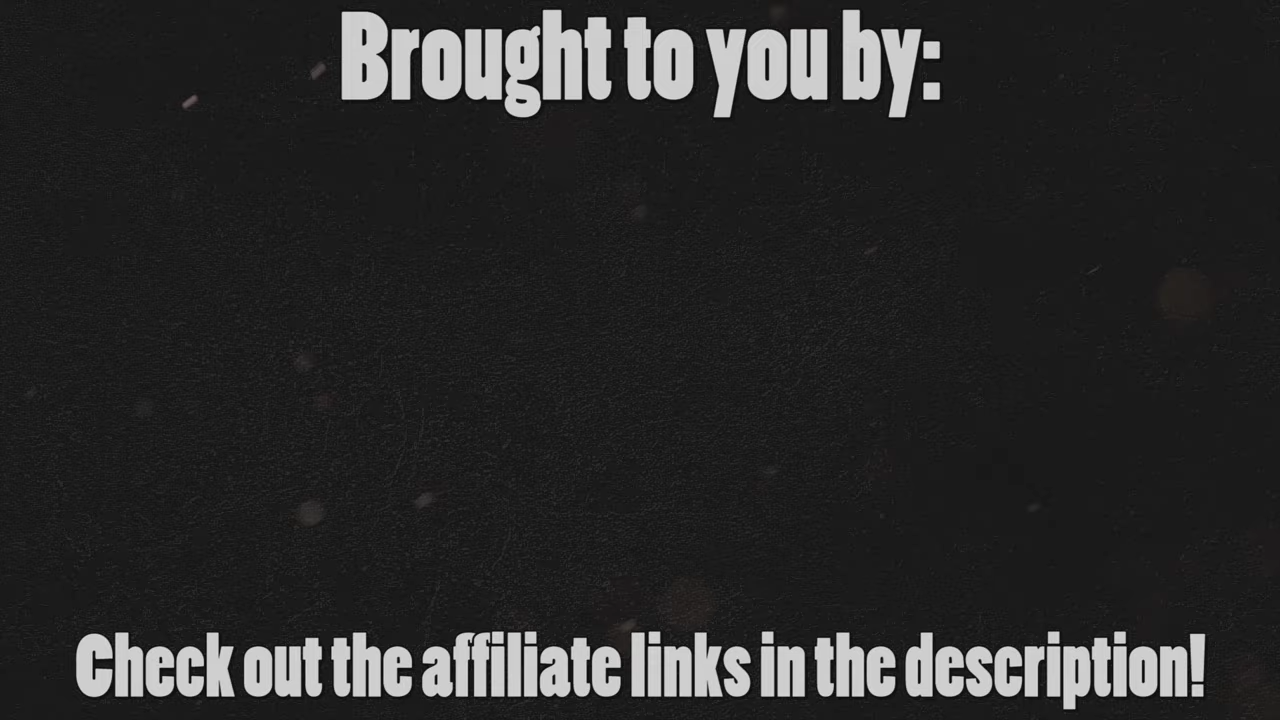 Brought to you by:
Check out the affiliate links in the description!